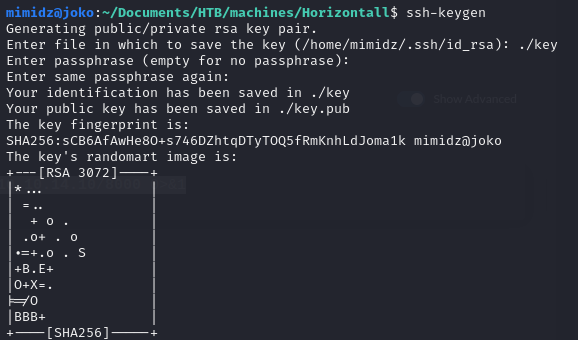 mimidz@joko:~/Documents/HTB/machines/Horizontall$ ssh-keygen
Generating public/private rsa key pair.
Enter file in which to save the key (/home/mimidz/.ssh/id_rsa): ./key
Enter passphrase (empty for no passphrase):
Enter same passphrase again:
Your identification has been saved in ./key
Your public key has been saved in ./key.pub
The key fingerprint is:
SHA256:sCB6AfAwHe8O+s746DZhtqDTyTOQ5fRmKnhLdJoma1k mimidz@joko
The key's randomart image is:
+---[RSA 3072]----+
|*...             |
| =..             |
|  + o .          |
| .o+ . o         |
|•=+.o . S        |
|+B.E+            |
|O+X=.            |
|==/O             |
|BBB+             |
+----[SHA256]-----+
Show Advanced